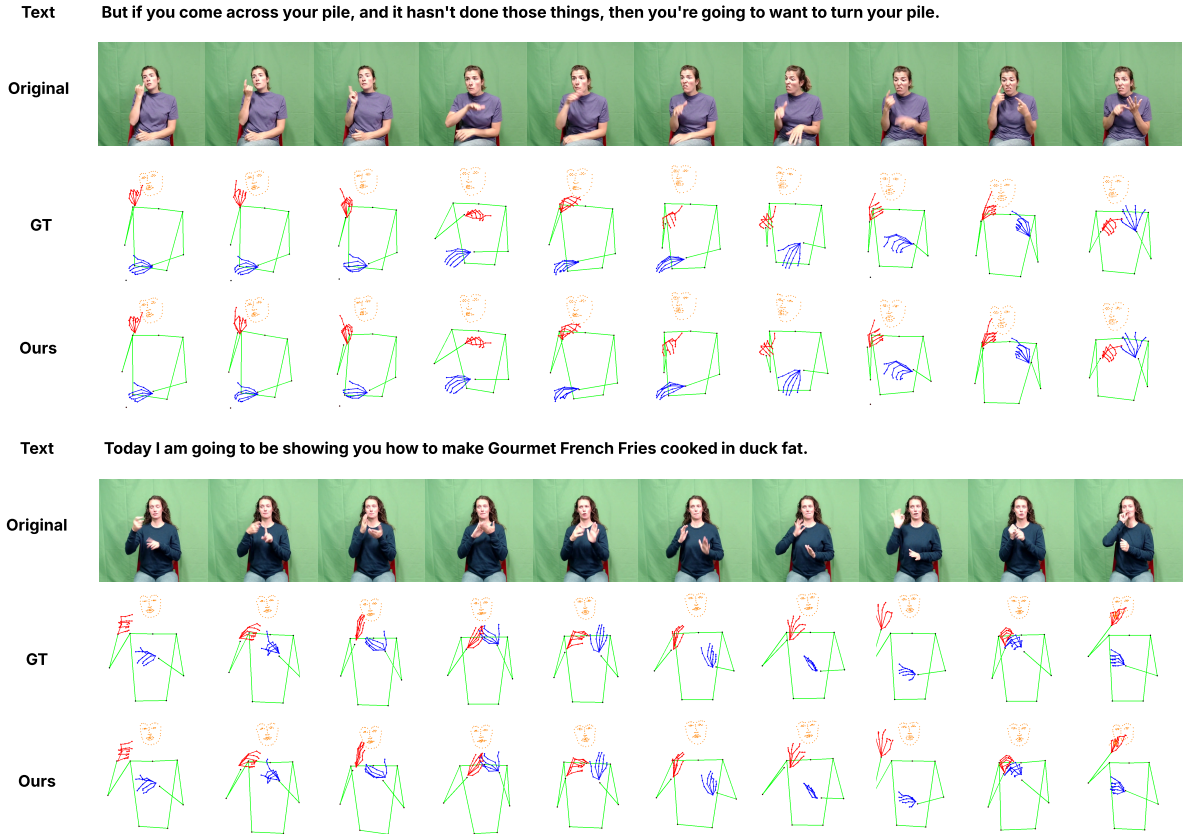 Text But if you come across your pile, and it hasn't done those things, then you're going to want to turn your pile.
Original
GT
Ours
Text Today I am going to be showing you how to make Gourmet French Fries cooked in duck fat.
Original
GT
Ours